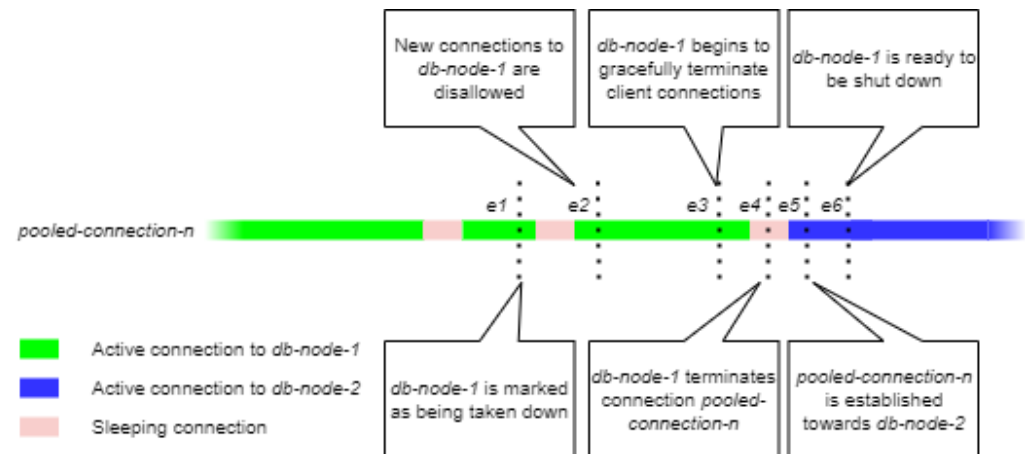 New connections to
db-node-1 are
disallowed
db-node-1 begins to
gracefully terminate
client connections
db-node-1 is ready to
be shut down
e1
e2
e3
e4
e5
e6
pooled-connection-n
Active connection to db-node-1
Active connection to db-node-2
Sleeping connection
db-node-1 is marked
as being taken down
db-node-1 terminates
connection pooled-
connection-n
pooled-connection-n
is established
towards db-node-2